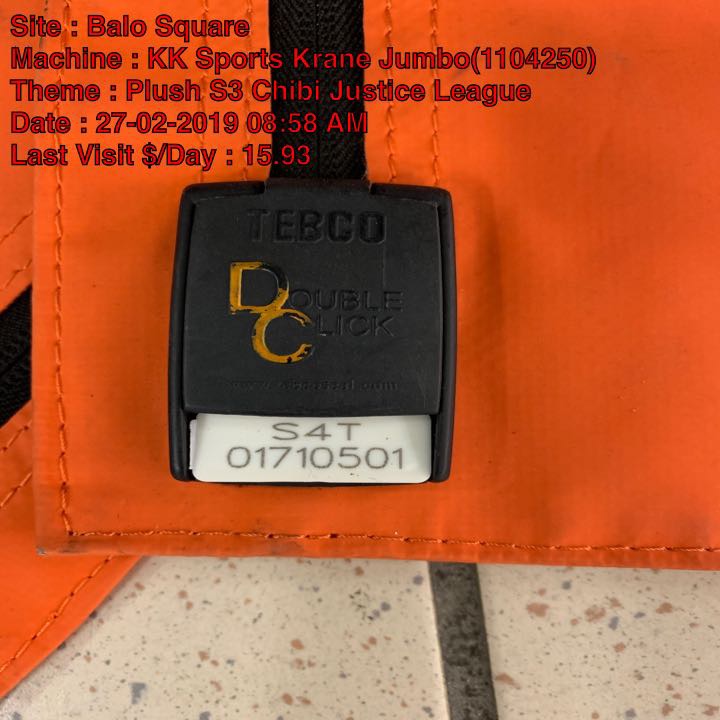 Site : Balo Square
Machine : KK Sports Krane Jumbo(1104250)
Theme : Plush S3 Chibi Justice League
Date : 27-02-2019 08:58 AM
Last Visit $/Day : 15.93
TEBCO
DOUBLE
CLICK
S4T
01710501